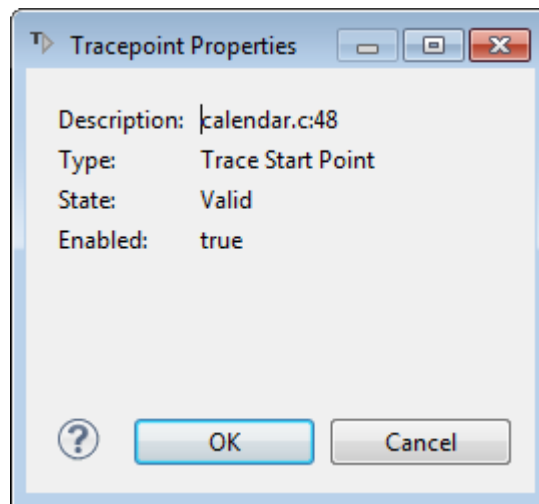 Tracepoint Properties
Description: calendar.c:48
Type: Trace Start Point
State: Valid
Enabled: true
? OK Cancel